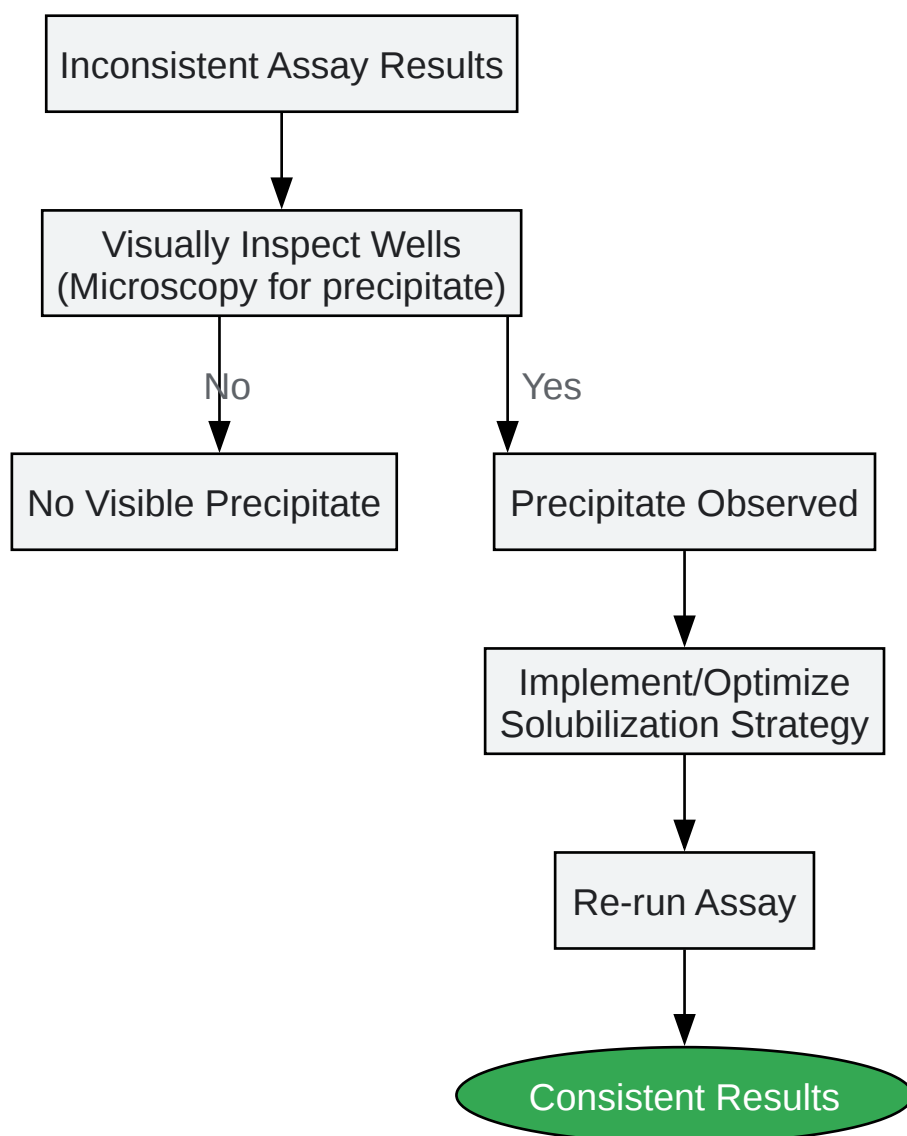 Inconsistent Assay Results
Visually Inspect Wells
(Microscopy for precipitate)
No
Yes
No Visible Precipitate
Precipitate Observed
Implement/Optimize
Solubilization Strategy
Re-run Assay
Consistent Results